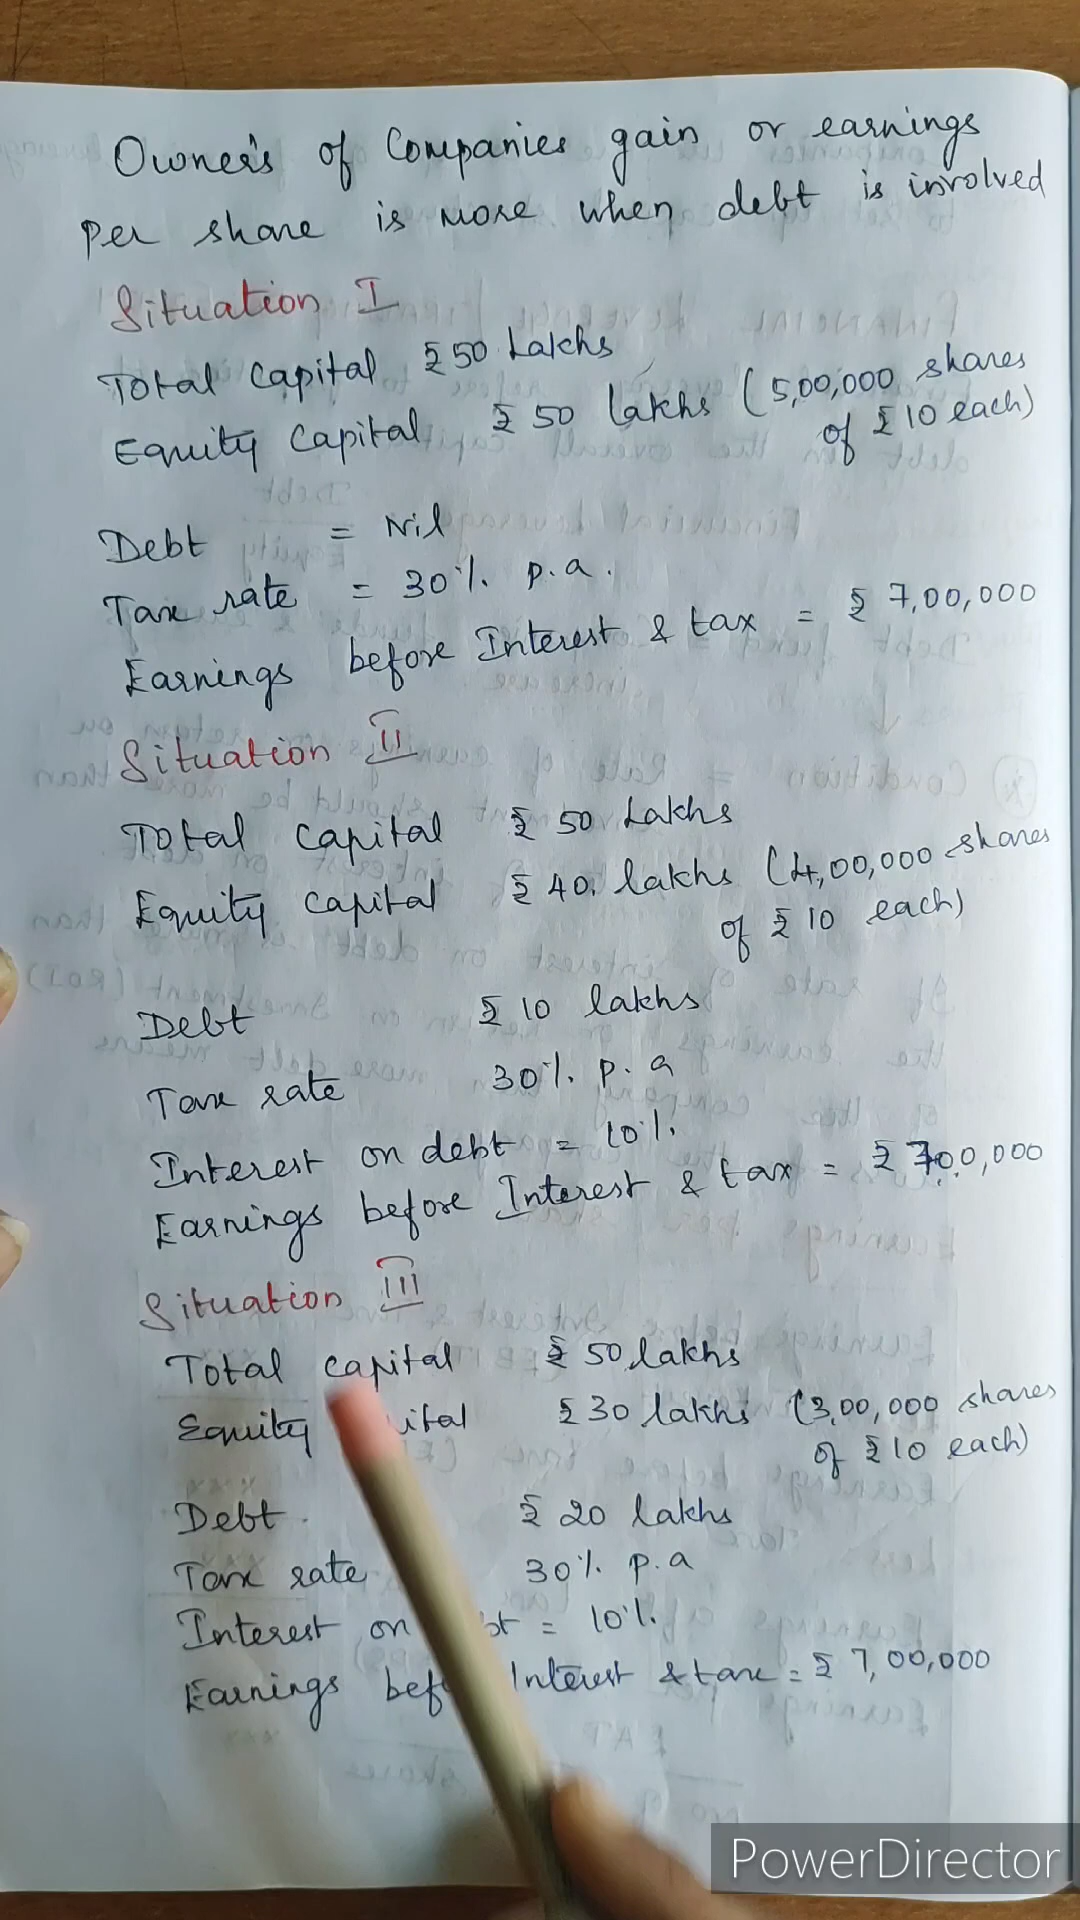 Owner's of Companies gain or earnings
Per share is more when debt is involved
Situation I
Total Capital ₹ 50 Lakhs
Equity Capital ₹ 50 lakhs (5,00,000 shares
of ₹ 10 each)
Debt = Nil
Tax rate = 30% p.a.
Earnings before Interest & tax = ₹ 7,00,000
Situation II
Total capital ₹ 50 Lakhs
Equity capital ₹ 40 lakhs (4,00,000 shares
of ₹ 10 each)
Debt ₹ 10 lakhs
Tax rate 30% p.a
Interest on debt = 10%
Earnings before Interest & tax = ₹ 700,000
Situation III
Total capital ₹ 50 lakhs
Equity ital ₹ 30 lakhs (3,00,000 shares
of ₹ 10 each)
Debt ₹ 20 lakhs
Tax rate 30% p.a
Interest on bt = 10%
Earnings bef Interest & tax = ₹ 7,00,000
PowerDirector